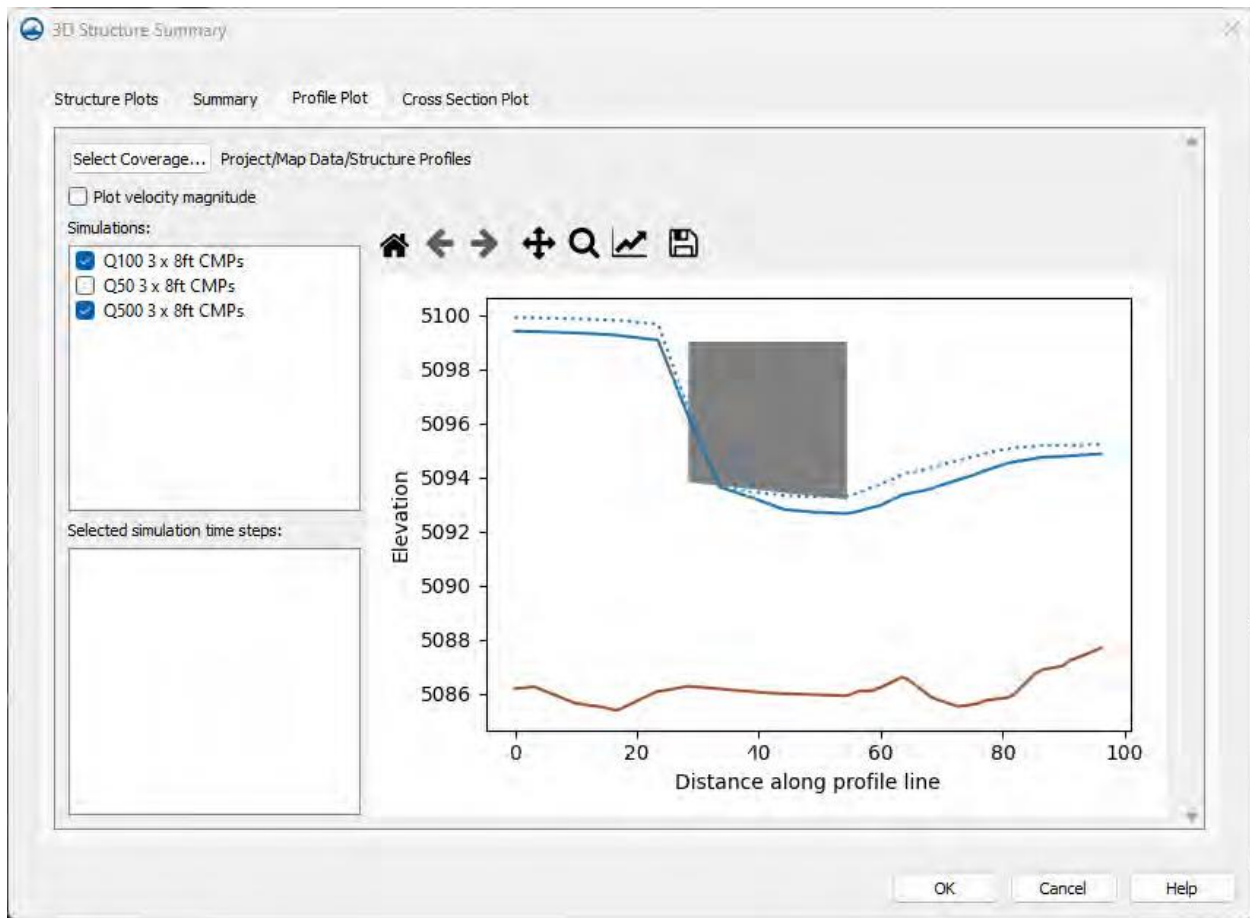 3D Structure Summary
Structure Plots Summary Profile Plot Cross Section Plot
Select Coverage... Project/Map Data/Structure Profiles
Plot velocity magnitude
Simulations:
Q100 3 x 8ft CMPs
Q50 3 x 8ft CMPs
Q500 3 x 8ft CMPs
Selected simulation time steps:
5100
5098
5096
5094
5092
5090
5088
5086
Elevation
0 20 40 60 80 100
Distance along profile line
OK Cancel Help